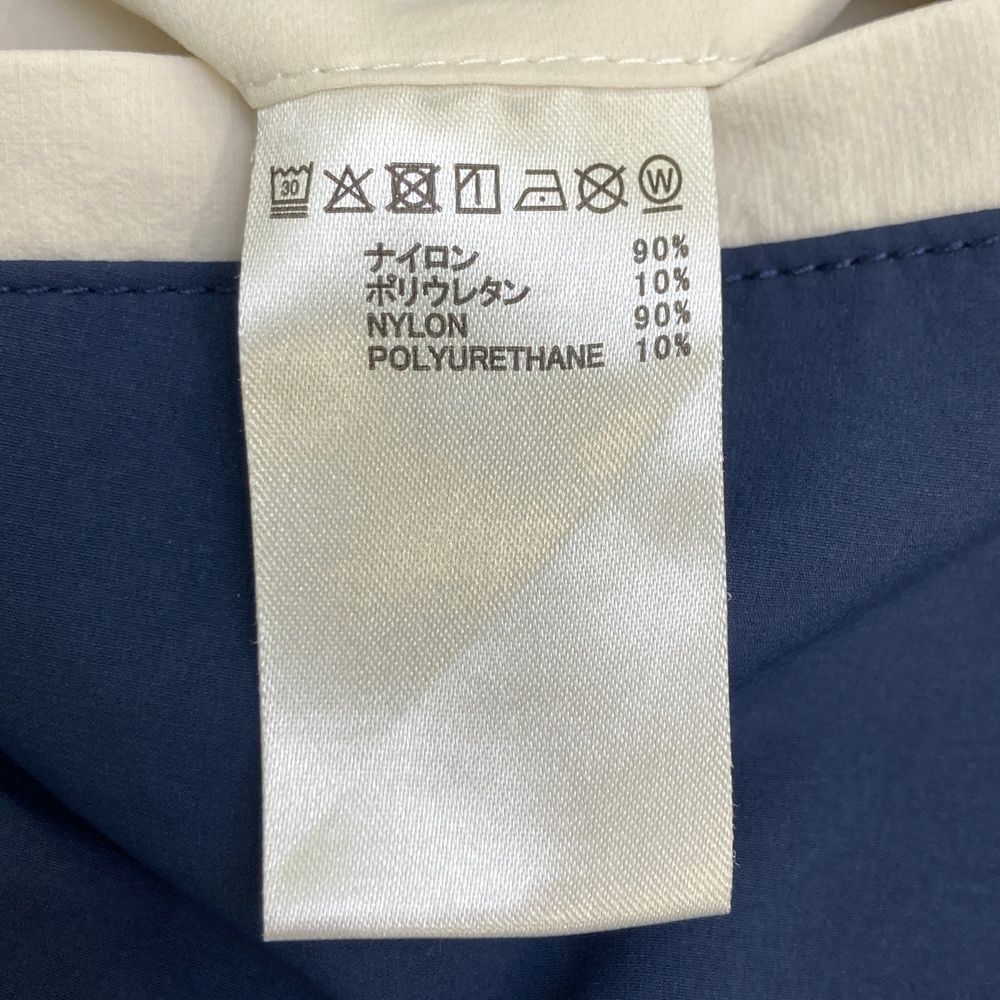 30 W
ナイロン 90%
ポリウレタン 10%
NYLON 90%
POLYURETHANE 10%